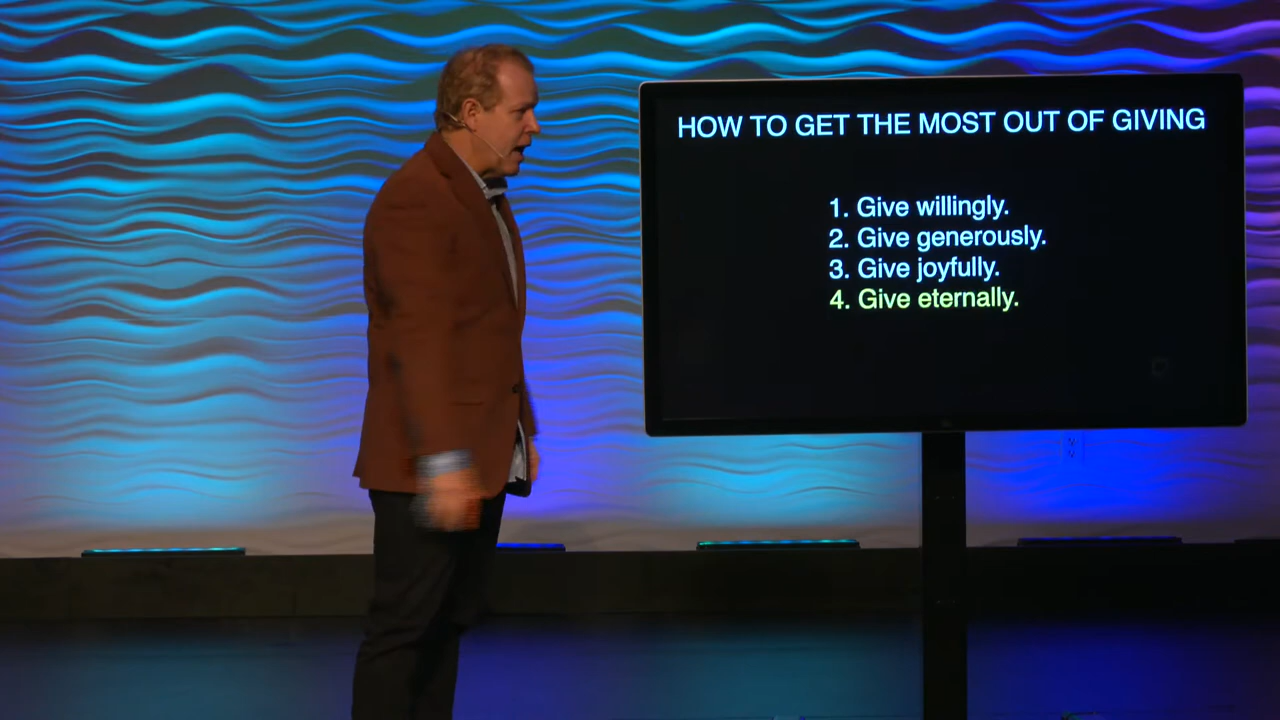 HOW TO GET THE MOST OUT OF GIVING
1. Give willingly.
2. Give generously.
3. Give joyfully.
4. Give eternally.